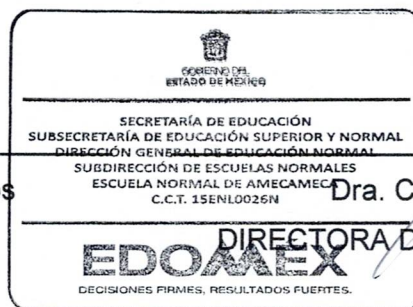 GOBIERNO DEL
ESTADO DE MÉXICO
SECRETARÍA DE EDUCACIÓN
SUBSECRETARÍA DE EDUCACIÓN SUPERIOR Y NORMAL
DIRECCIÓN GENERAL DE EDUCACIÓN NORMAL
SUBDIRECCIÓN DE ESCUELAS NORMALES
ESCUELA NORMAL DE AMECAMECA
C.C.T. 15ENL0026N
s
Dra. C
DIRECTORA D
EDOMEX
DECISIONES FIRMES, RESULTADOS FUERTES.